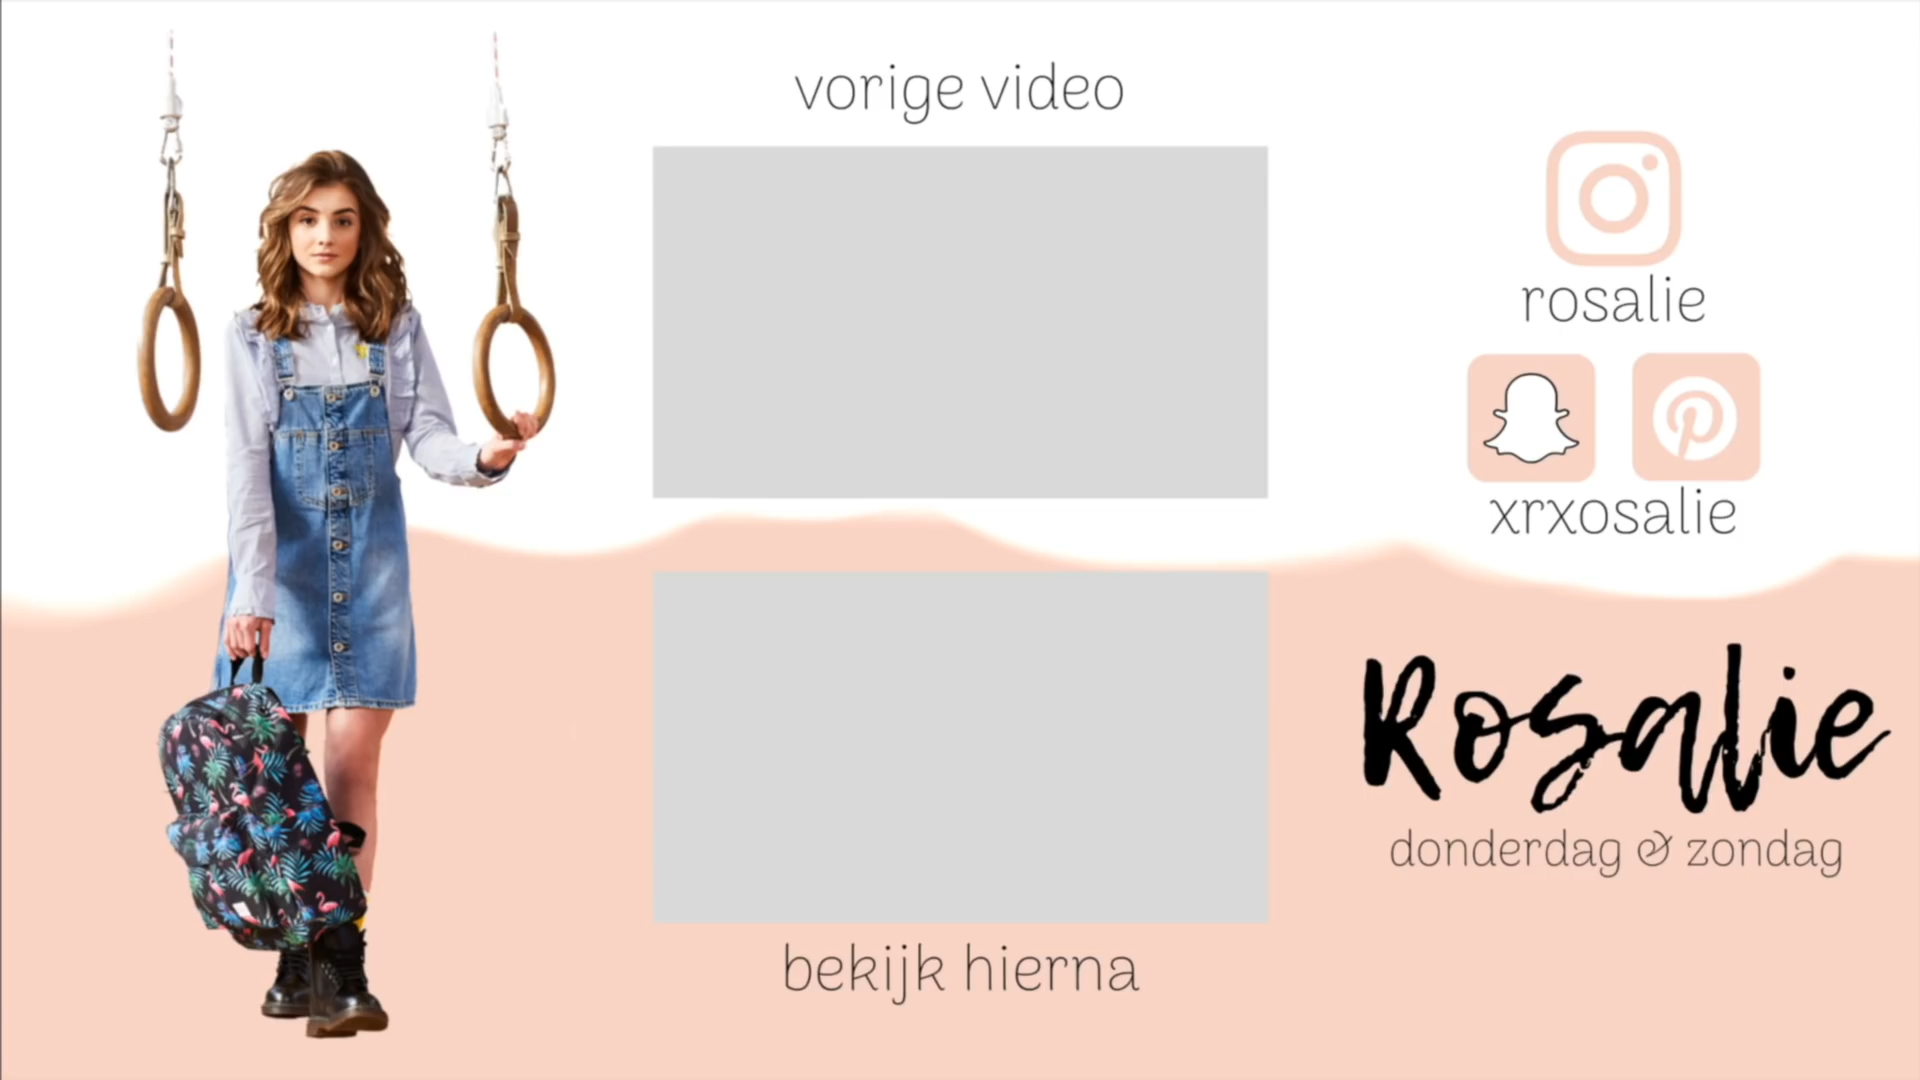 vorige video
rosalie
xrxosalie
Rosalie
donderdag & zondag
bekijk hierna